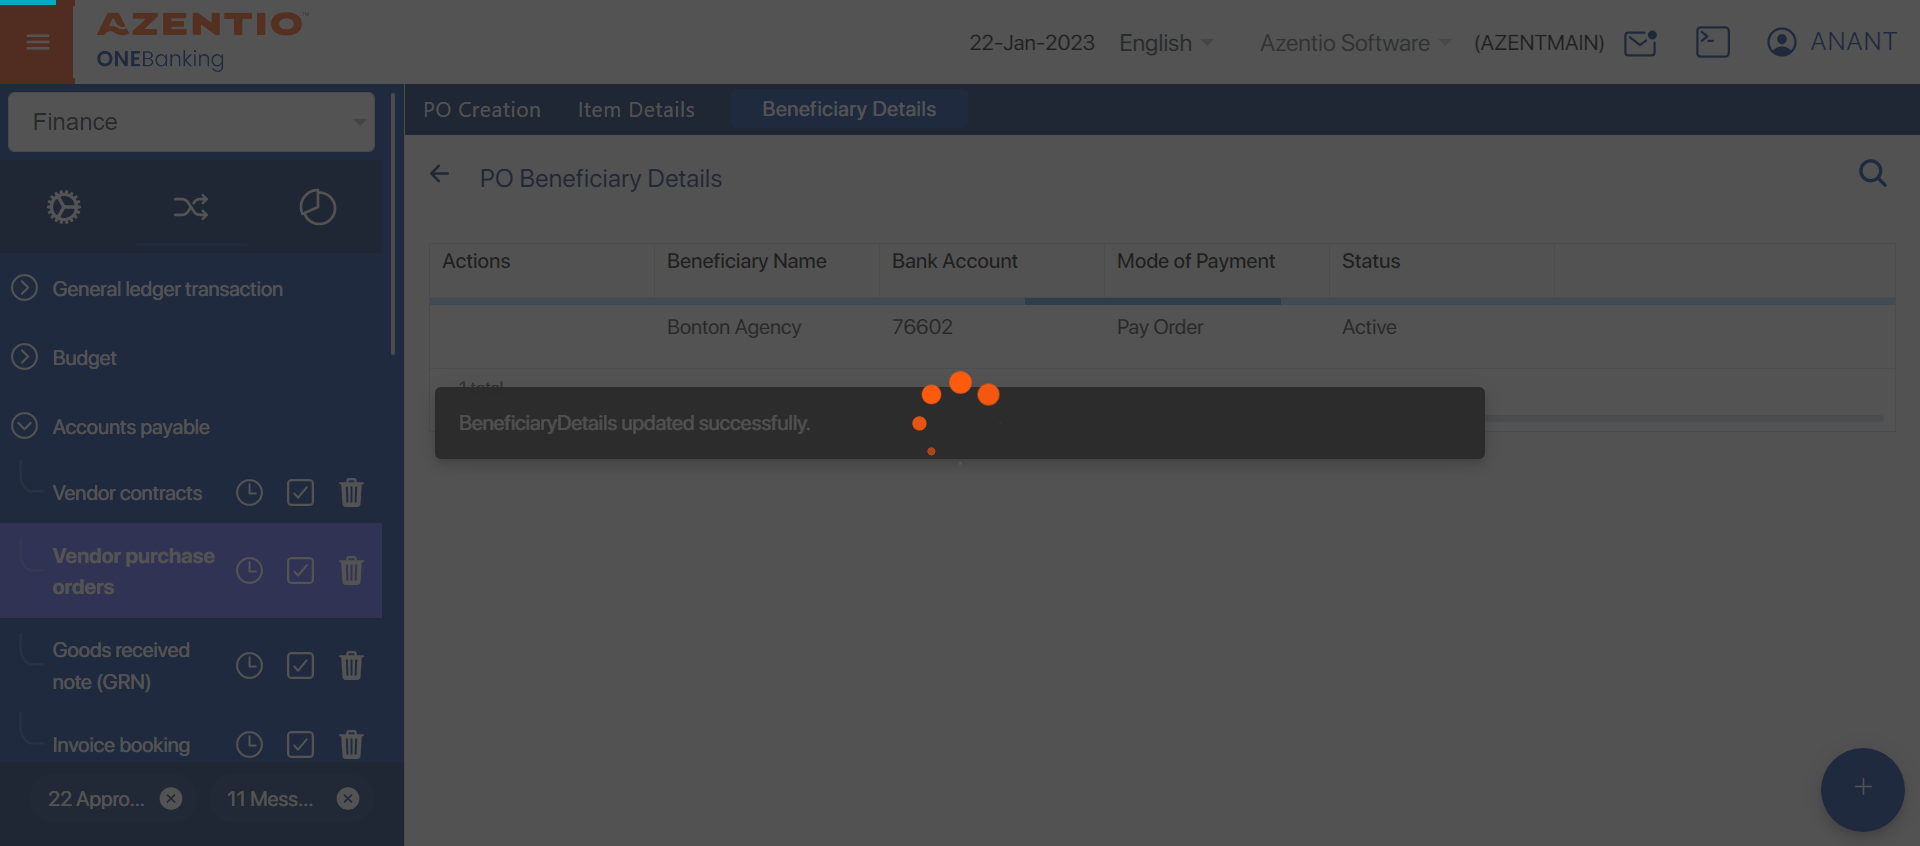 AZENTIO
ONEBanking
22-Jan-2023 English Azentio Software (AZENTMAIN) ANANT
Finance
PO Creation Item Details Beneficiary Details
PO Beneficiary Details
General ledger transaction
Budget
Accounts payable
Vendor contracts
Vendor purchase
orders
Goods received
note (GRN)
Invoice booking
22 Appro... 11 Mess...
Actions Beneficiary Name Bank Account Mode of Payment Status
Bonton Agency 76602 Pay Order Active
1 total
BeneficiaryDetails updated successfully.